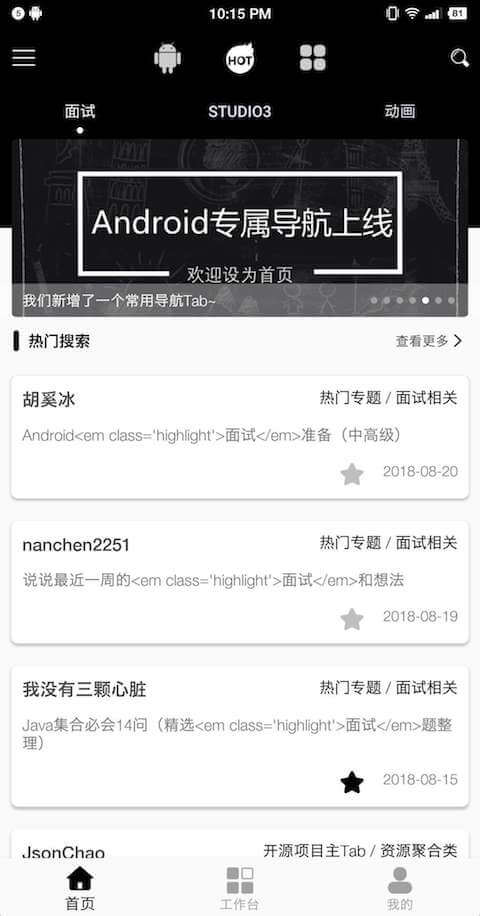 5
10:15 PM
81
HOT
面试
STUDIO3
动画
Android专属导航上线
欢迎设为首页
我们新增了一个常用导航Tab~
热门搜索
查看更多
胡奚冰
热门专题 / 面试相关
Android<em class='highlight'>面试</em>准备（中高级）
2018-08-20
nanchen2251
热门专题 / 面试相关
说说最近一周的<em class='highlight'>面试</em>和想法
2018-08-19
我没有三颗心脏
热门专题 / 面试相关
Java集合必会14问（精选<em class='highlight'>面试</em>题整
理）
2018-08-15
JsonChao
开源项目主Tab / 资源聚合类
首页
工作台
我的